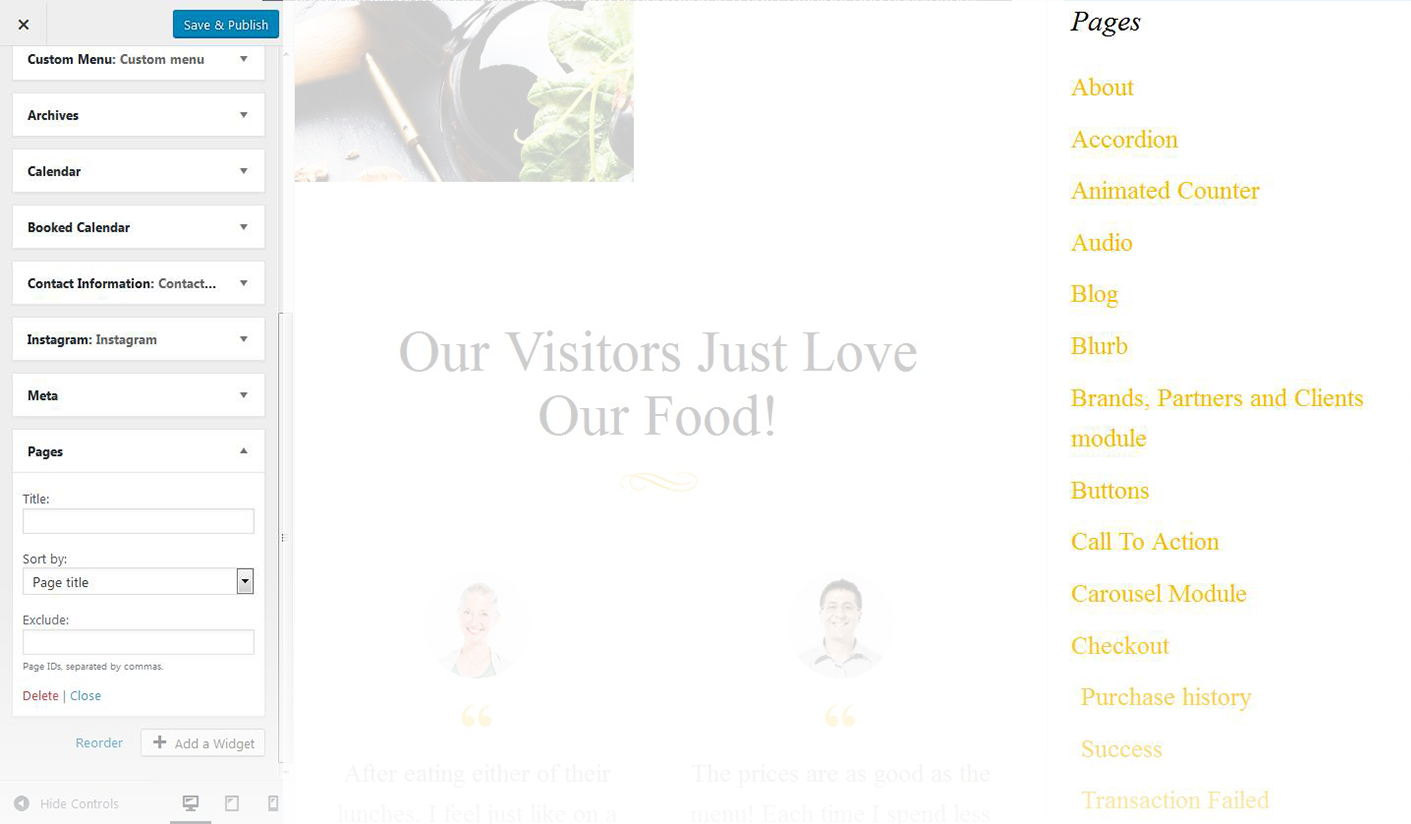 Save & Publish
Custom Menu: Custom menu
Archives
Calendar
Booked Calendar
Contact Information: Contact...
Instagram: Instagram
Meta
Pages
Title:
Sort by:
Page title
Exclude:
Page IDs, separated by commas.
Delete | Close
Reorder
Add a Widget
Hide Controls
Our Visitors Just Love
Our Food!
“
After eating either of their
lunches, I feel just like on a
“
The prices are as good as the
menu! Each time I spend less
Pages
About
Accordion
Animated Counter
Audio
Blog
Blurb
Brands, Partners and Clients
module
Buttons
Call To Action
Carousel Module
Checkout
Purchase history
Success
Transaction Failed